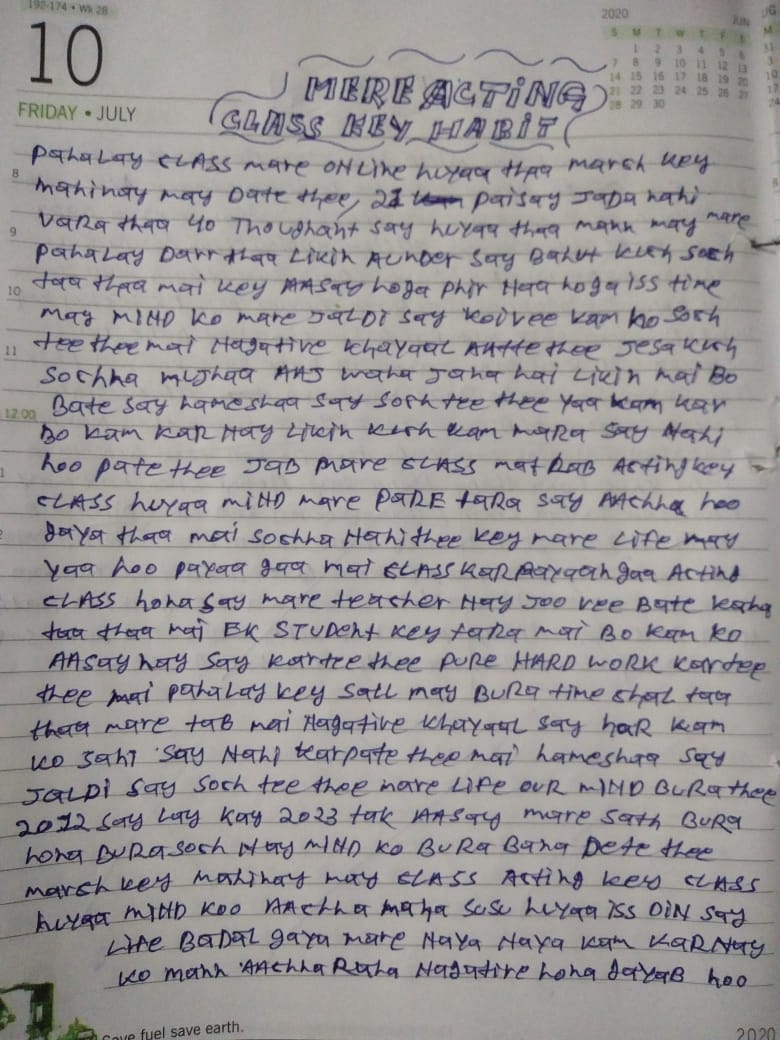 192-174 • Wk 28
10
FRIDAY • JULY
2020 JUN
S M T W T F S
1 2 3 4 5 6
7 8 9 10 11 12 13
14 15 16 17 18 19 20
21 22 23 24 25 26 27
28 29 30
MERE ACTiNG
CLASS KEY HABiT
PahaLay CLASS mare ONLine huyaa thaa march key
8 mahinay may Date thee, 21 paisay JaDa nahi
9 VaRa thaa 40 Thoughant say huyaa thaa mann may mare
PahaLay Darr thaa Likin AUNDer say Bahut kuch soch
10 taa thaa mai key AAsay hoga phir Naa hoga iss time
may MiND ko mare JaLDi say koi vee kam ko soch
11 tee thee mai Nagative khayaaL AAtte thee Jesa kuch
Sochna mujhaa AAJ waha Jana hai Likin mai Bo
12.00 Bate say hameshaa say soch tee thee yaa kam kar
Bo kam kaR Nay Likin kuch kam maRa say Nahi
1 hoo pate thee JaB mare CLASS matLaB Acting key
CLASS huyaa MiND mare PaRE taRa say AAchha hoo
gaya thaa mai sochna Nahi thee key mare Life may
yaa hoo payaa gaa mai CLASS kaR paayaangaa Acting
CLASS hona say mare teacher Nay Joo vee Bate kaha
taa thaa mai EK STUDent key taRa mai Bo kam ko
AAsay nay say kartee thee PURe HARD WORK kartee
thee mai pahaLay key saLL may BuRa time chaL taa
thaa mare taB mai Nagative khayaaL say haR kam
ko sahi say Nahi karpate thee mai hameshaa say
JaLDi say soch tee thee mare Life OUR MiND BuRa thee
2012 say Lay kay 2023 tak AAsay mare sath BuRa
hona BuRa soch Nay MiND ko BuRa Bana Dete thee
march key Mahinay may CLASS Acting key CLASS
huyaa MiND koo AAchha maha susu huyaa iss DiN say
Life BaDaL gaya mare Naya Naya kam kaR Nay
ko mann AAchha Raha Nagative hona gayaB hoo
save fuel save earth.
2020